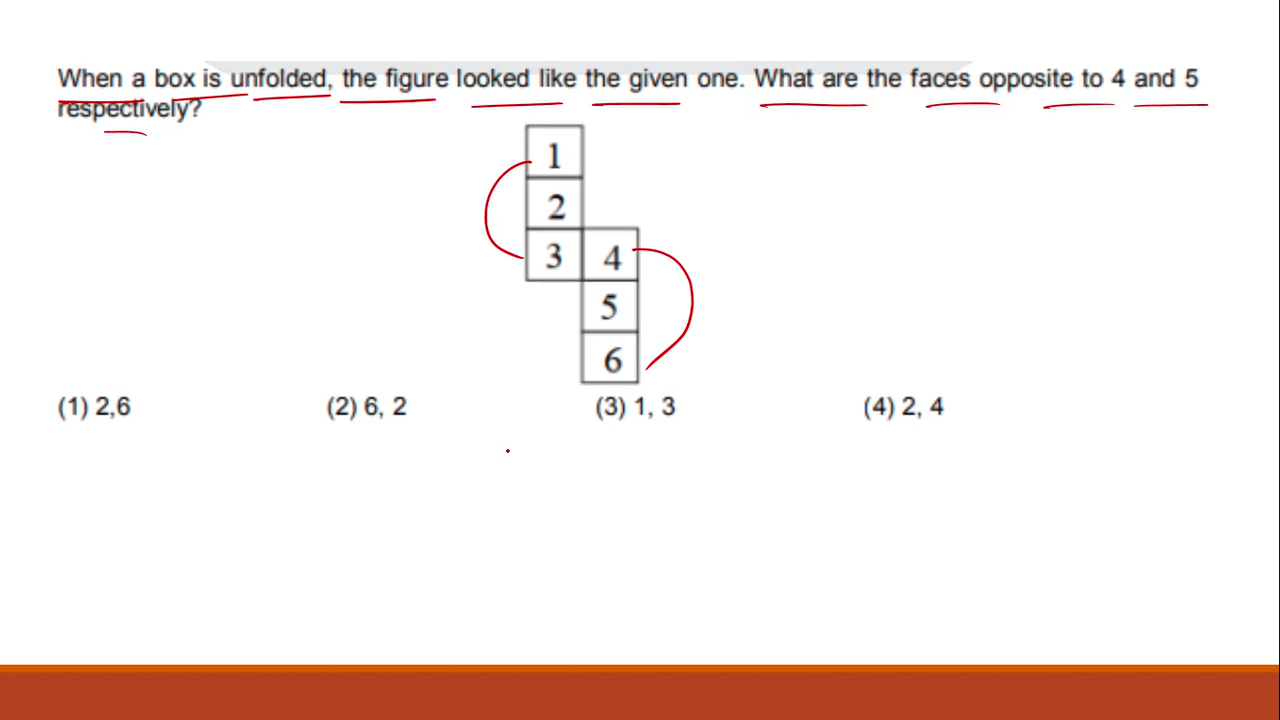 When a box is unfolded, the figure looked like the given one. What are the faces opposite to 4 and 5
respectively?
1
2
3 4
5
6
(1) 2,6 (2) 6, 2 (3) 1, 3 (4) 2, 4